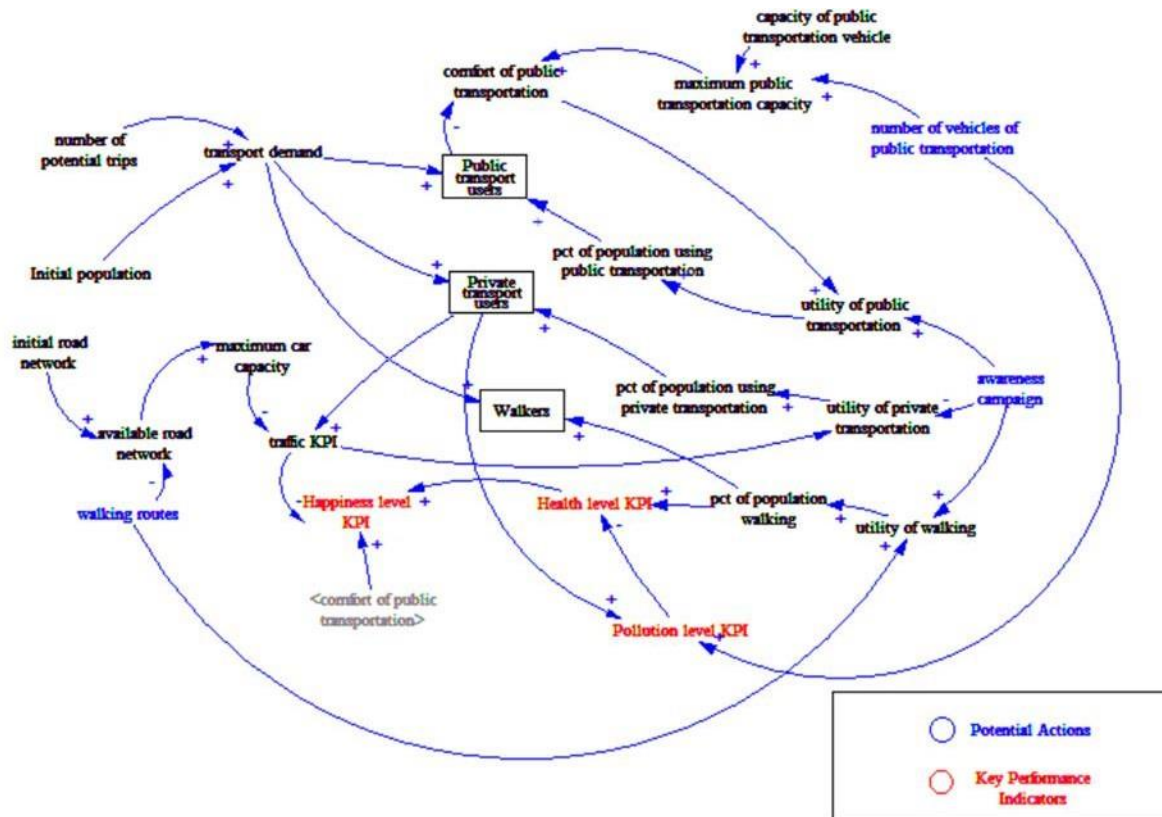 capacity of public
transportation vehicle
comfort of public
transportation
maximum public
transportation capacity
number of
potential trips
transport demand
number of vehicles of
public transportation
Public
transport
users
Initial population
pct of population using
public transportation
Private
transport
users
utility of public
transportation
initial road
network
maximum car
capacity
pct of population using
private transportation
awareness
campaign
Walkers
utility of private
transportation
available road
network
traffic KPI
walking routes
Happiness level
KPI
Health level KPI
pct of population
walking
utility of walking
<comfort of public
transportation>
Pollution level KPI
Potential Actions
Key Performance
Indicators